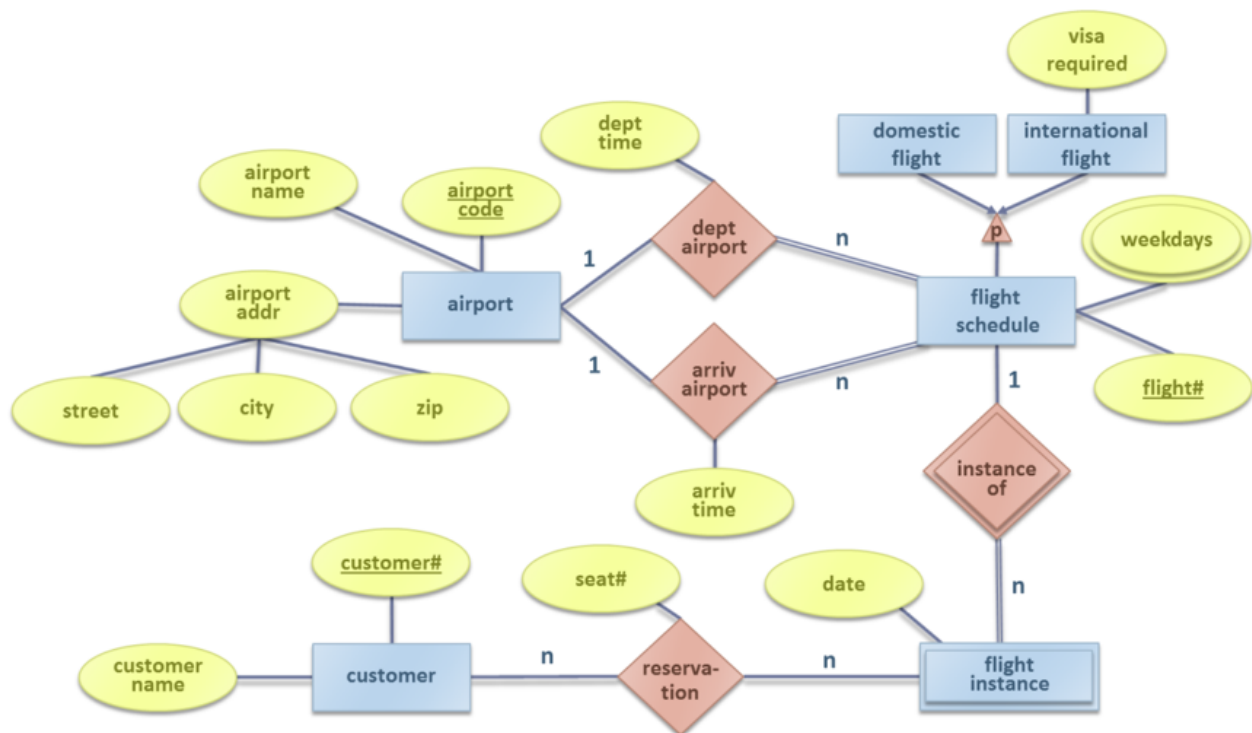 visa
required
dept
time
domestic
flight
international
flight
airport
name
airport
code
p
weekdays
dept
airport
n
1
airport
addr
airport
flight
schedule
1
arriv
airport
n
1
flight#
street
city
zip
instance
of
arriv
time
customer#
seat#
date
n
customer
name
customer
n
reserva-
tion
n
flight
instance